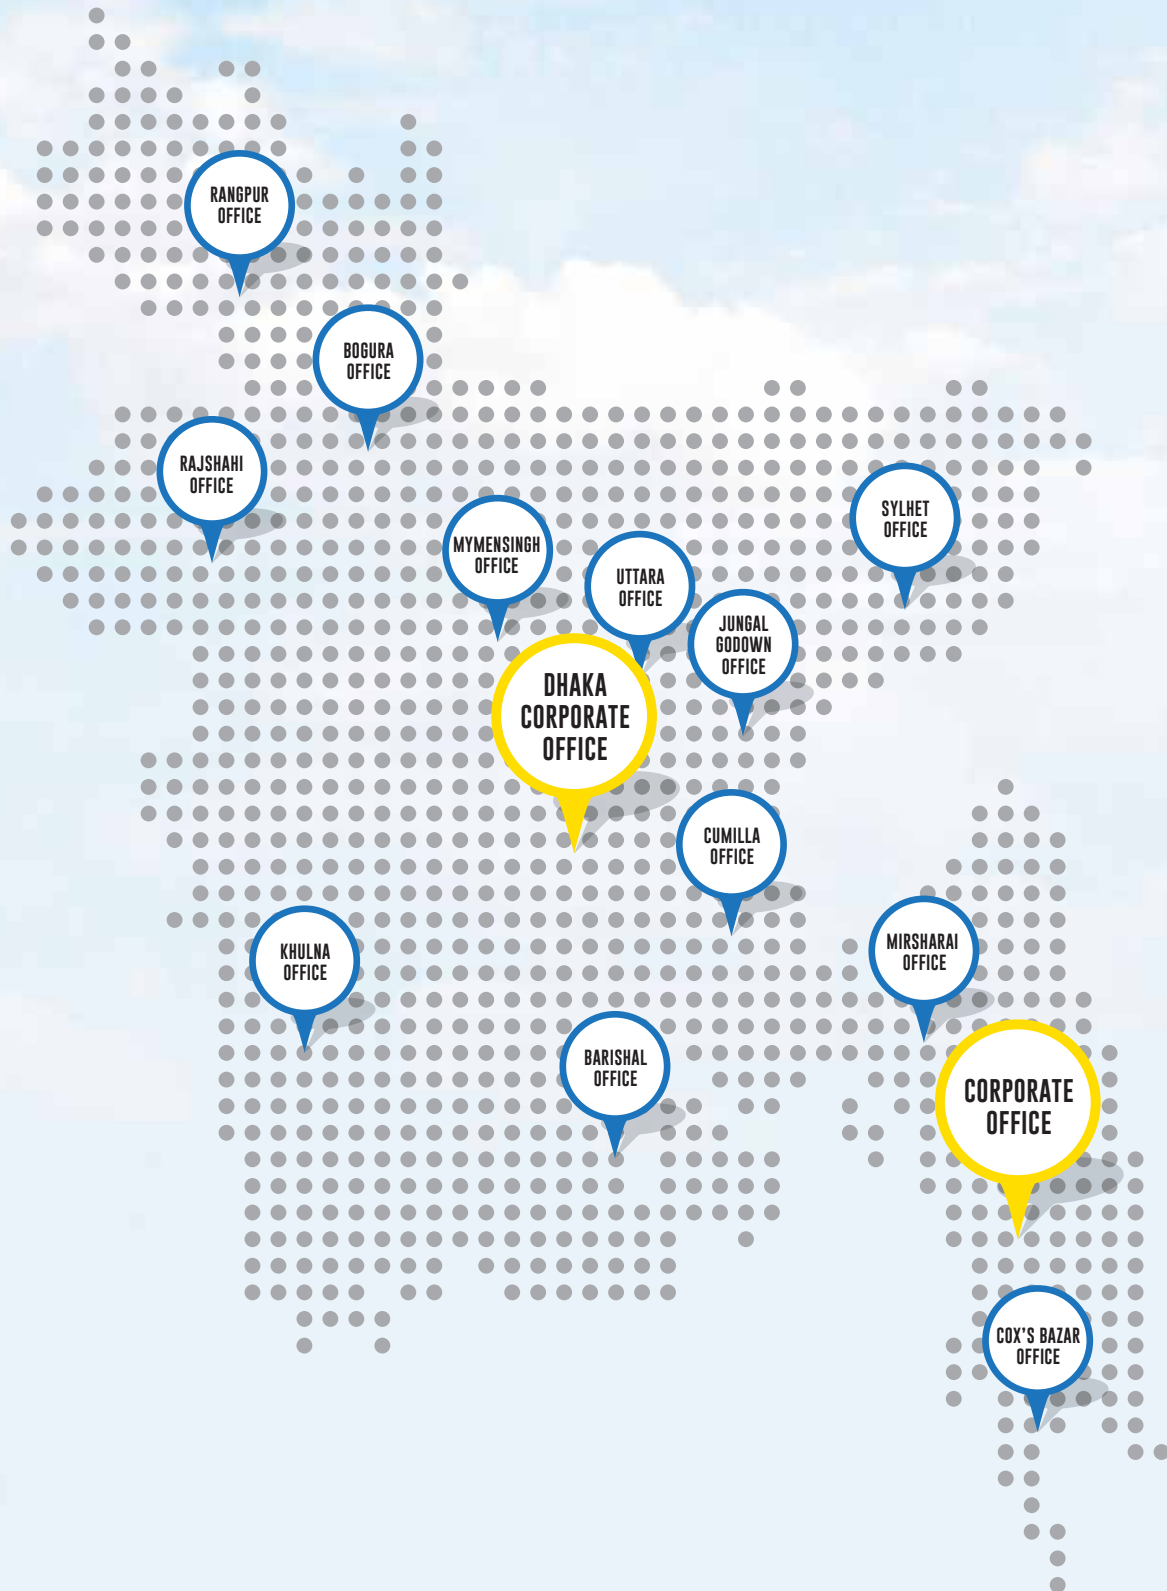 RANGPUR
OFFICE
BOGURA
OFFICE
RAJSHAHI
OFFICE
SYLHET
OFFICE
MYMENSINGH
OFFICE
UTTARA
OFFICE
JUNGAL
GODOWN
OFFICE
DHAKA
CORPORATE
OFFICE
CUMILLA
OFFICE
KHULNA
OFFICE
MIRSHARAI
OFFICE
BARISHAL
OFFICE
CORPORATE
OFFICE
COX'S BAZAR
OFFICE